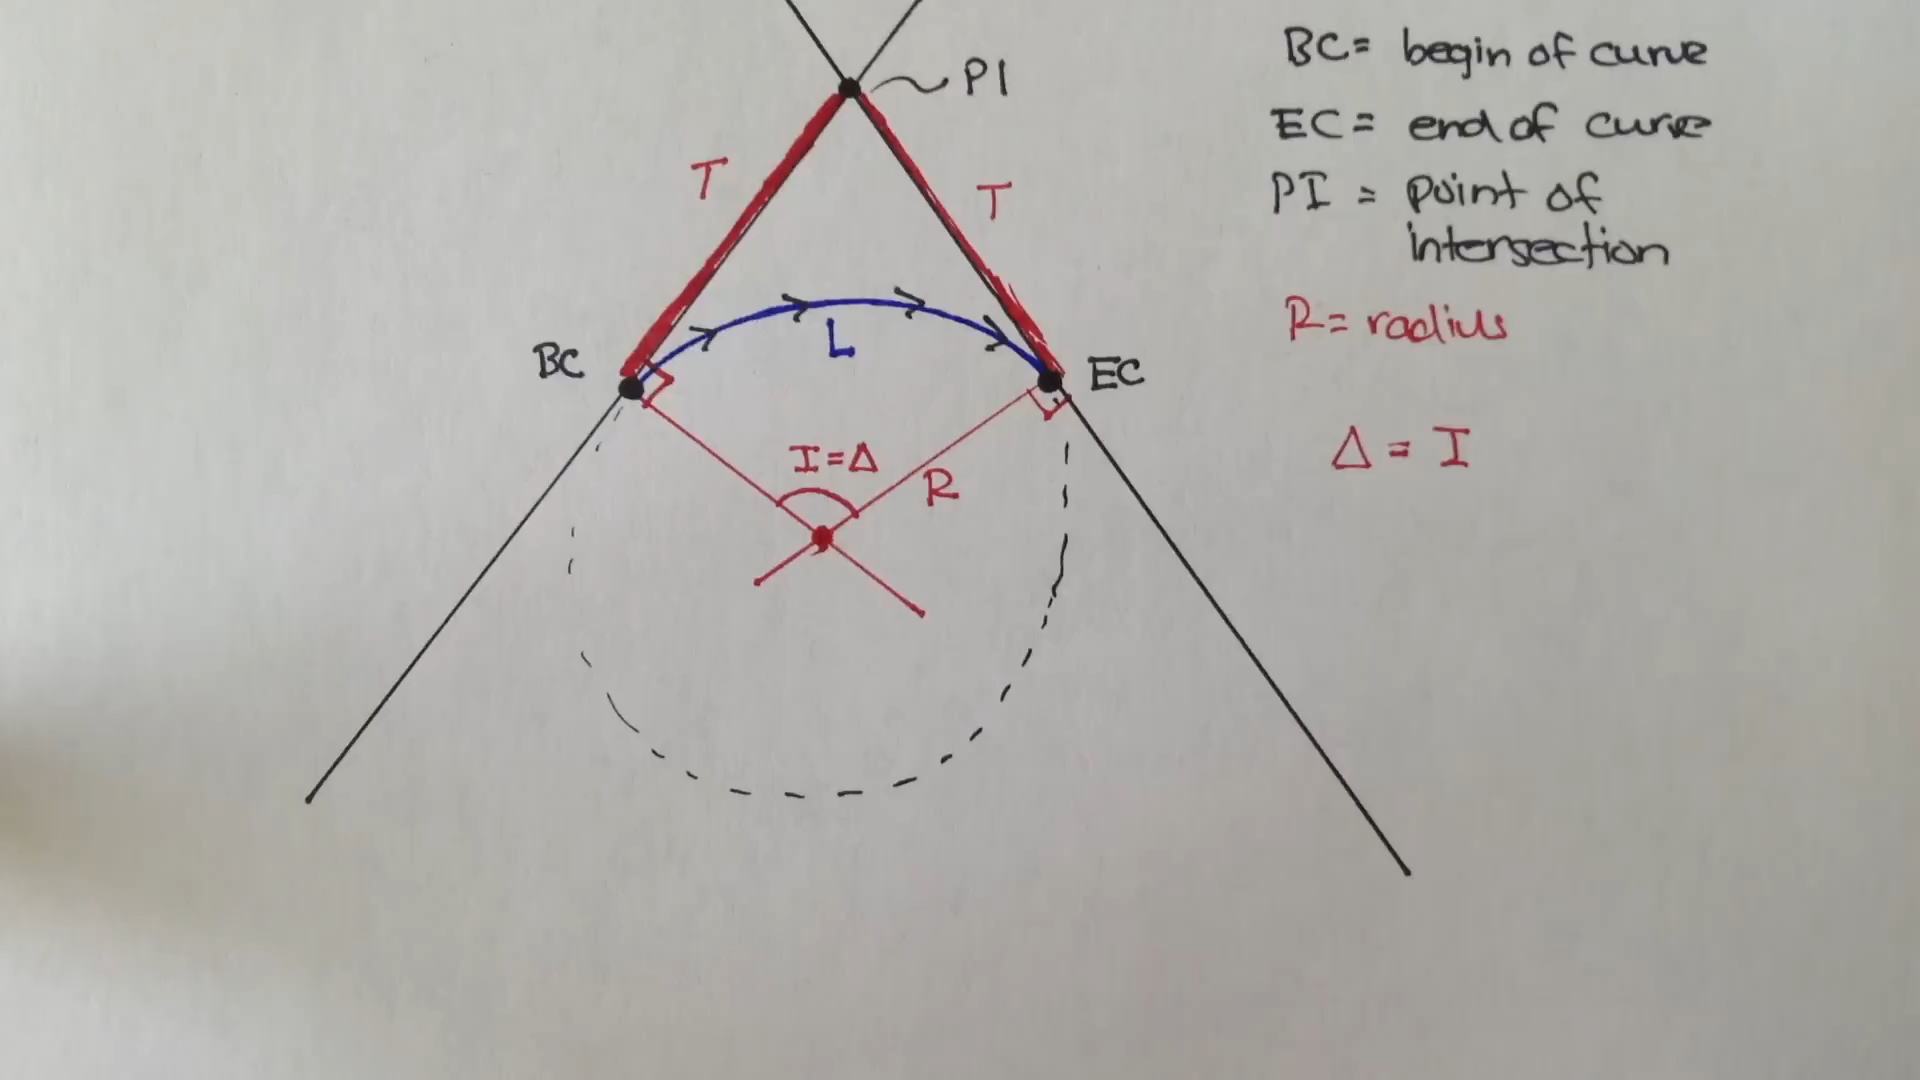 PI
T
T
L
BC
EC
I=Δ
R
BC= begin of curve
EC= end of curve
PI = point of
intersection
R= radius
Δ = I